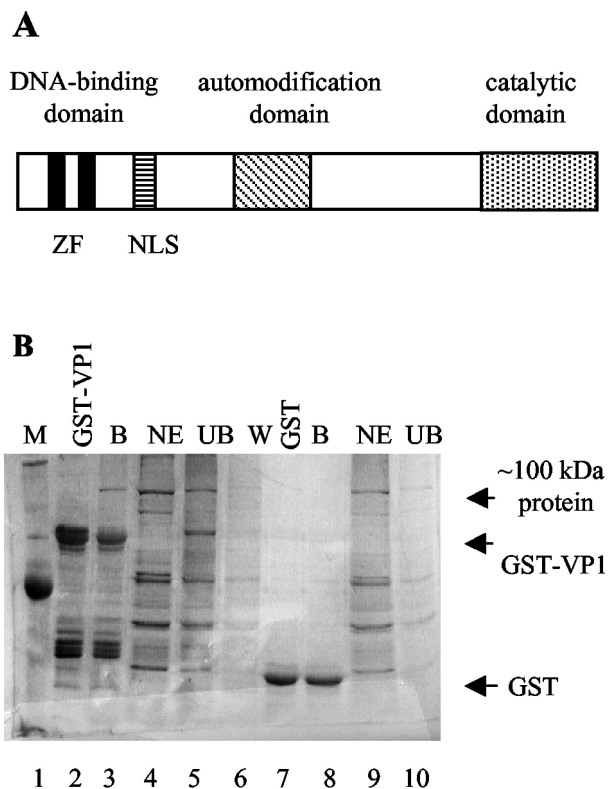 A
DNA-binding domain
automodification domain
catalytic domain
ZF
NLS
B
M
GST-VP1
B
NE
UB
W
GST
B
NE
UB
~100 kDa protein
GST-VP1
GST
1 2 3 4 5 6 7 8 9 10